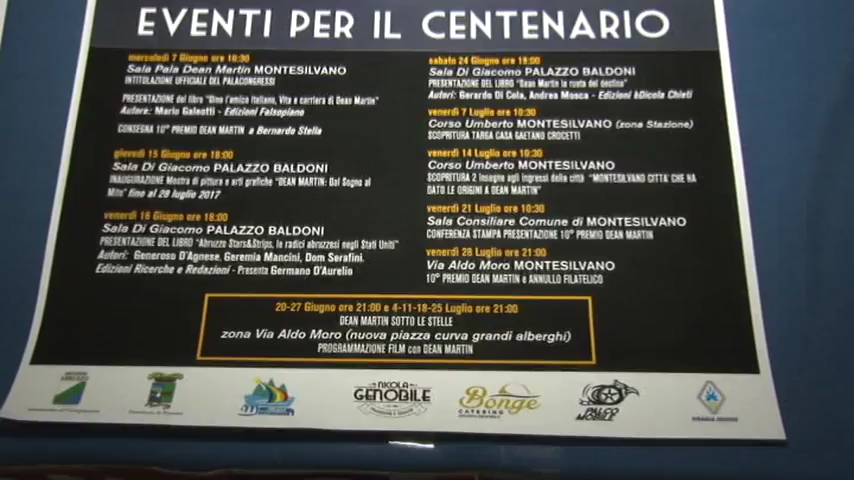 EVENTI PER IL CENTENARIO
mercoledì 7 Giugno ore 10:30
Sala Pala Dean Martin MONTESILVANO
INTITOLAZIONE UFFICIALE DEL PALACONGRESSI
PRESENTAZIONE del libro "Dino l'amico italiano, Vita e carriera di Dean Martin"
Autore: Mario Galeotti - Edizioni Falsopiano
CONSEGNA 10° PREMIO DEAN MARTIN a Bernardo Stella
giovedì 15 Giugno ore 18:00
Sala Di Giacomo PALAZZO BALDONI
INAUGURAZIONE Mostra di pittura e arti grafiche "DEAN MARTIN: Dal Sogno al
Mito" fino al 28 luglio 2017
venerdì 16 Giugno ore 18:00
Sala Di Giacomo PALAZZO BALDONI
PRESENTAZIONE DEL LIBRO "Abruzzo Stars&Strips, le radici abruzzesi negli Stati Uniti"
Autori: Generoso D'Agnese, Geremia Mancini, Dom Serafini.
Edizioni Ricerche e Redazioni - Presenta Germano D'Aurelio
sabato 24 Giugno ore 18:00
Sala Di Giacomo PALAZZO BALDONI
PRESENTAZIONE DEL LIBRO "Dean Martin la ruota del destino"
Autori: Gerardo Di Cola, Andrea Mosca - Edizioni èDicola Chieti
venerdì 7 Luglio ore 10:30
Corso Umberto MONTESILVANO (zona Stazione)
SCOPRITURA TARGA CASA GAETANO CROCETTI
venerdì 14 Luglio ore 10:30
Corso Umberto MONTESILVANO
SCOPRITURA 2 insegne agli ingressi della città "MONTESILVANO CITTA' CHE HA
DATO LE ORIGINI A DEAN MARTIN"
venerdì 21 Luglio ore 10:30
Sala Consiliare Comune di MONTESILVANO
CONFERENZA STAMPA PRESENTAZIONE 10° PREMIO DEAN MARTIN
venerdì 28 Luglio ore 21:00
Via Aldo Moro MONTESILVANO
10° PREMIO DEAN MARTIN e ANNULLO FILATELICO
20-27 Giugno ore 21:00 e 4-11-18-25 Luglio ore 21:00
DEAN MARTIN SOTTO LE STELLE
zona Via Aldo Moro (nuova piazza curva grandi alberghi)
PROGRAMMAZIONE FILM con DEAN MARTIN
NICOLA
GENOBILE
Bonge
CATERING
PALCO
MOBILE